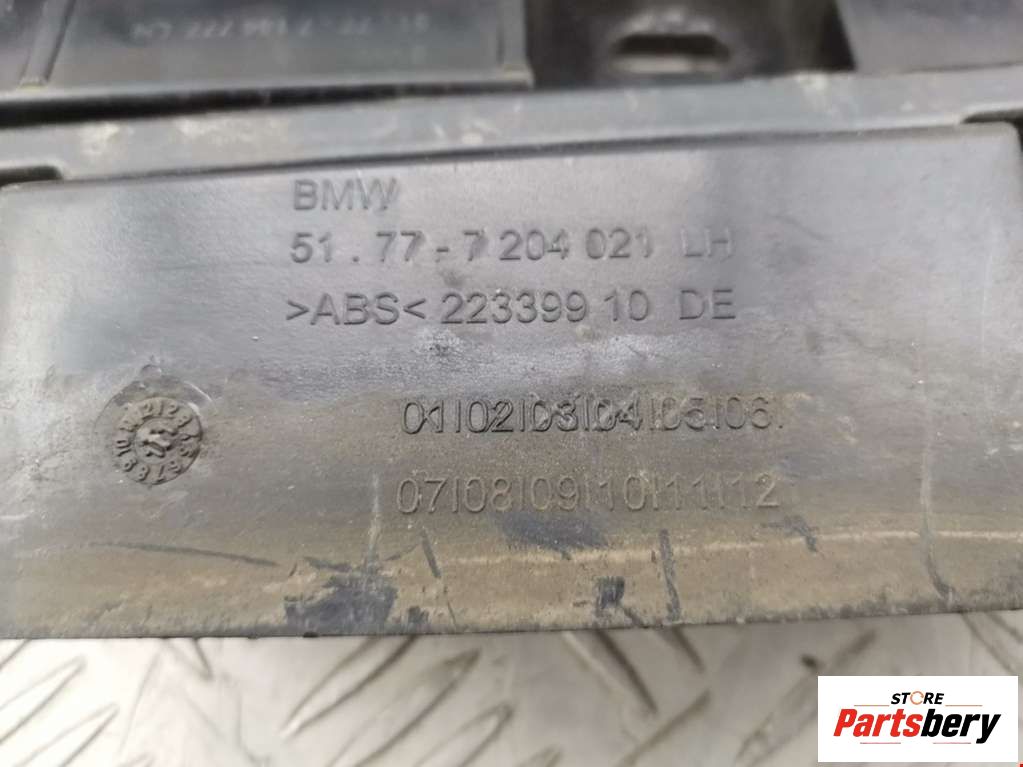 BMW
51 . 77 - 7 204 021 LH
>ABS< 223399 10 DE
01|02|03|04|05|06|
07|08|09|10|11|12
STORE
Partsbery